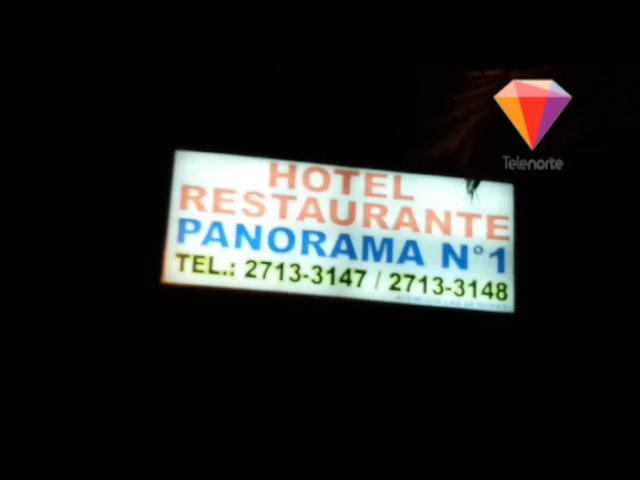 Telenorte
HOTEL
RESTAURANTE
PANORAMA N°1
TEL.: 2713-3147 / 2713-3148